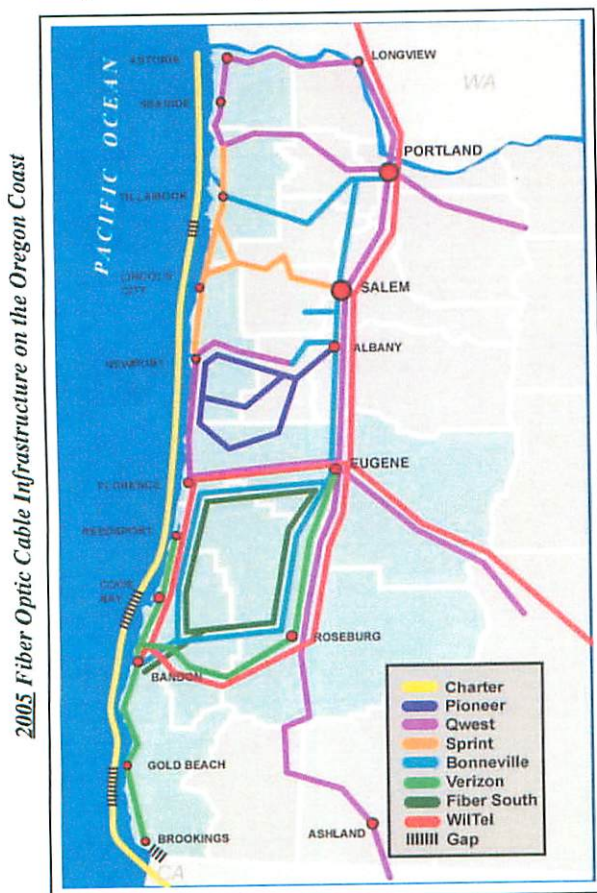 2005 Fiber Optic Cable Infrastructure on the Oregon Coast
PACIFIC OCEAN
ASTORIA
LONGVIEW
WA
SEASIDE
PORTLAND
TILLAMOOK
LINCOLN
CITY
SALEM
NEWPORT
ALBANY
FLORENCE
EUGENE
REEDSPORT
COOS
BAY
ROSEBURG
BANDON
GOLD BEACH
BROOKINGS
ASHLAND
CA
Charter
Pioneer
Qwest
Sprint
Bonneville
Verizon
Fiber South
WilTel
Gap